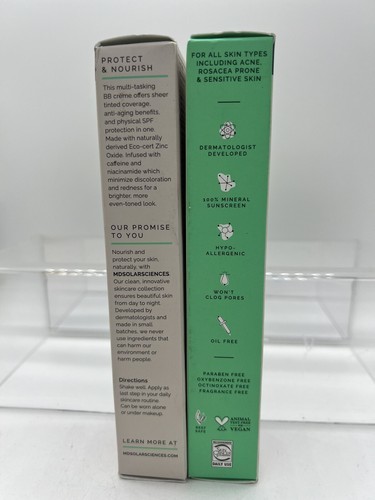 PROTECT
& NOURISH
This multi-tasking
BB crème offers sheer
tinted coverage,
anti-aging benefits,
and physical SPF
protection in one.
Made with naturally
derived Eco-cert Zinc
Oxide. Infused with
caffeine and
niacinamide which
minimize discoloration
and redness for a
brighter, more
even-toned look.
OUR PROMISE
TO YOU
Nourish and
protect your skin,
naturally, with
MDSOLARSCIENCES.
Our clean, innovative
skincare collection
ensures beautiful skin
from day to night.
Developed by
dermatologists and
made in small
batches, we never
use ingredients that
can harm our
environment or
harm people.
Directions
Shake well. Apply as
last step in your daily
skincare routine.
Can be worn alone
or under makeup.
LEARN MORE AT
MDSOLARSCIENCES.COM
FOR ALL SKIN TYPES
INCLUDING ACNE,
ROSACEA PRONE
& SENSITIVE SKIN
DERMATOLOGIST
DEVELOPED
100% MINERAL
SUNSCREEN
HYPO-
ALLERGENIC
WON'T
CLOG PORES
OIL FREE
PARABEN FREE
OXYBENZONE FREE
OCTINOXATE FREE
FRAGRANCE FREE
REEF
SAFE
ANIMAL
TEST FREE
VEGAN
DAILY USE